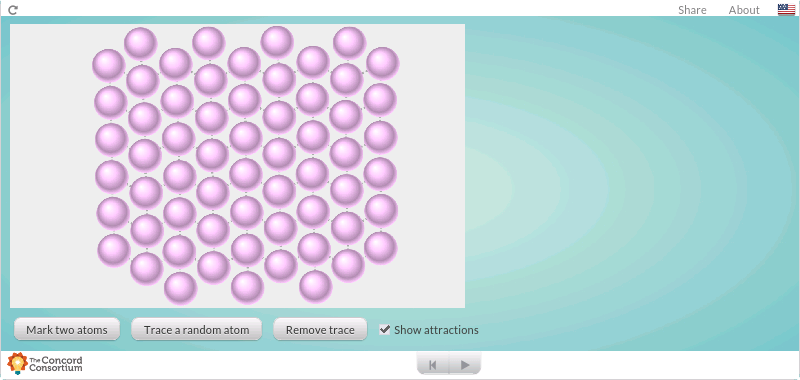 Share About
Mark two atoms Trace a random atom Remove trace Show attractions
The Concord
Consortium